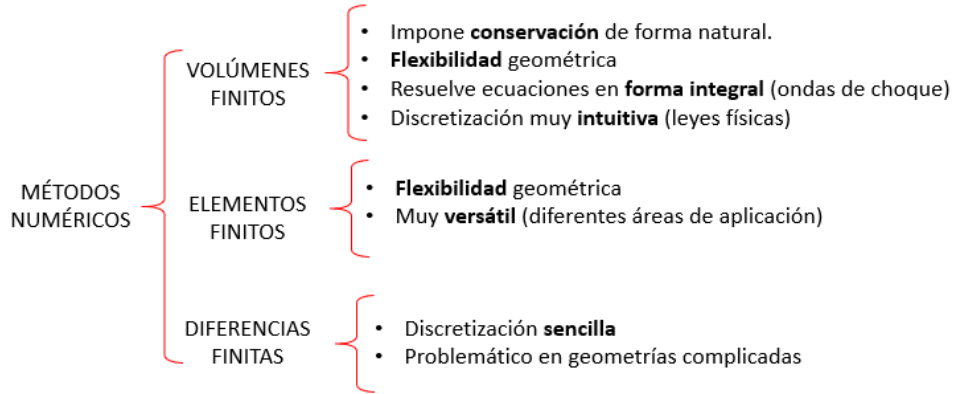 MÉTODOS
NUMÉRICOS
VOLÚMENES
FINITOS
• Impone conservación de forma natural.
• Flexibilidad geométrica
• Resuelve ecuaciones en forma integral (ondas de choque)
• Discretización muy intuitiva (leyes físicas)
ELEMENTOS
FINITOS
• Flexibilidad geométrica
• Muy versátil (diferentes áreas de aplicación)
DIFERENCIAS
FINITAS
• Discretización sencilla
• Problemático en geometrías complicadas